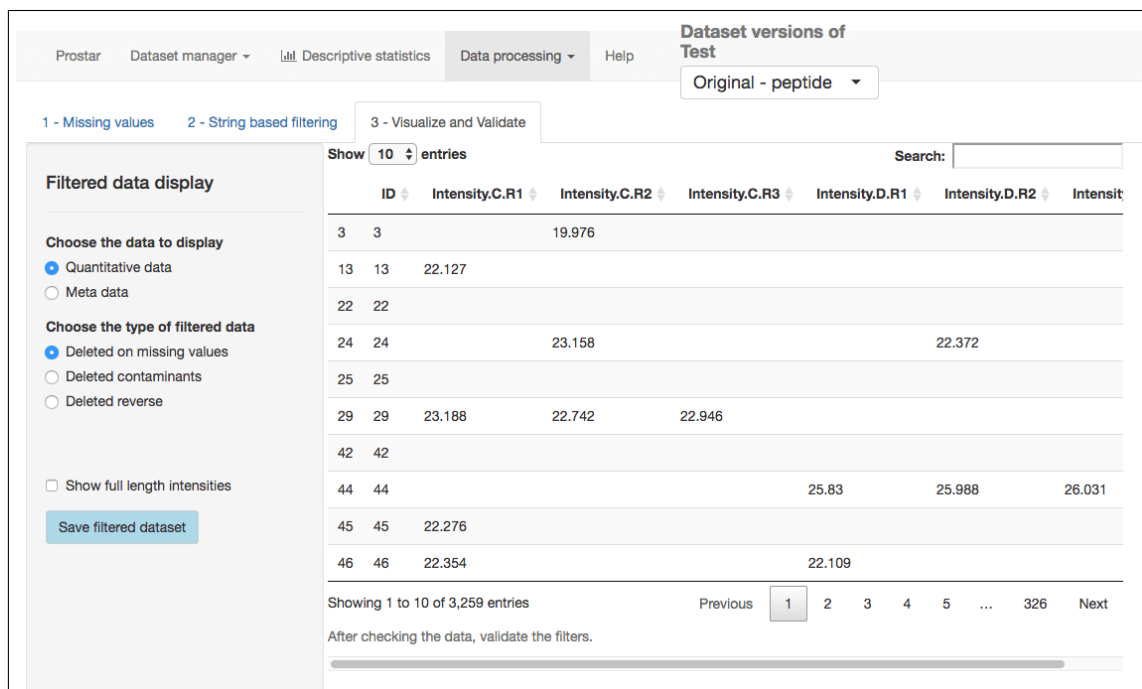 Dataset versions of
Test
Prostar Dataset manager Descriptive statistics Data processing Help
Original - peptide
1 - Missing values 2 - String based filtering 3 - Visualize and Validate
Show 10 entries Search:
Filtered data display
ID Intensity.C.R1 Intensity.C.R2 Intensity.C.R3 Intensity.D.R1 Intensity.D.R2 Intensity
3 3 19.976
Choose the data to display
Quantitative data
13 13 22.127
Meta data
22 22
Choose the type of filtered data
Deleted on missing values
24 24 23.158 22.372
Deleted contaminants
25 25
Deleted reverse
29 29 23.188 22.742 22.946
42 42
Show full length intensities
44 44 25.83 25.988 26.031
Save filtered dataset
45 45 22.276
46 46 22.354 22.109
Showing 1 to 10 of 3,259 entries Previous 1 2 3 4 5 ... 326 Next
After checking the data, validate the filters.